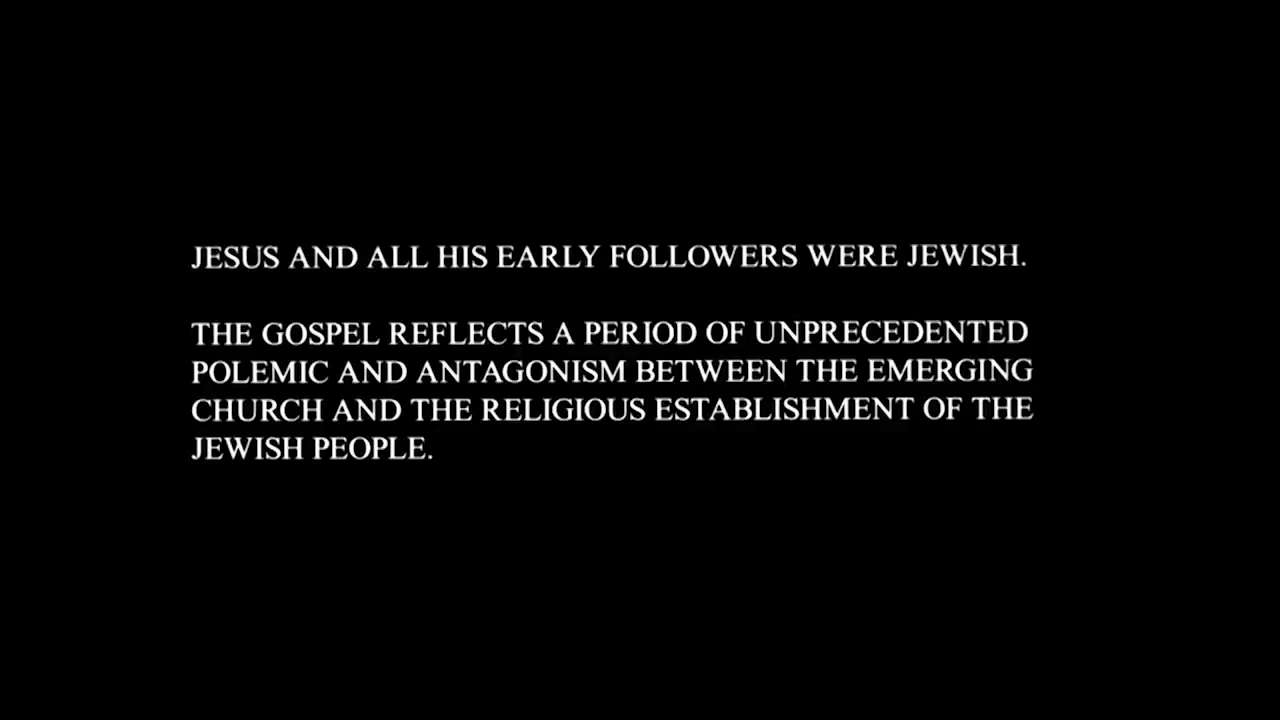 JESUS AND ALL HIS EARLY FOLLOWERS WERE JEWISH.
THE GOSPEL REFLECTS A PERIOD OF UNPRECEDENTED
POLEMIC AND ANTAGONISM BETWEEN THE EMERGING
CHURCH AND THE RELIGIOUS ESTABLISHMENT OF THE
JEWISH PEOPLE.